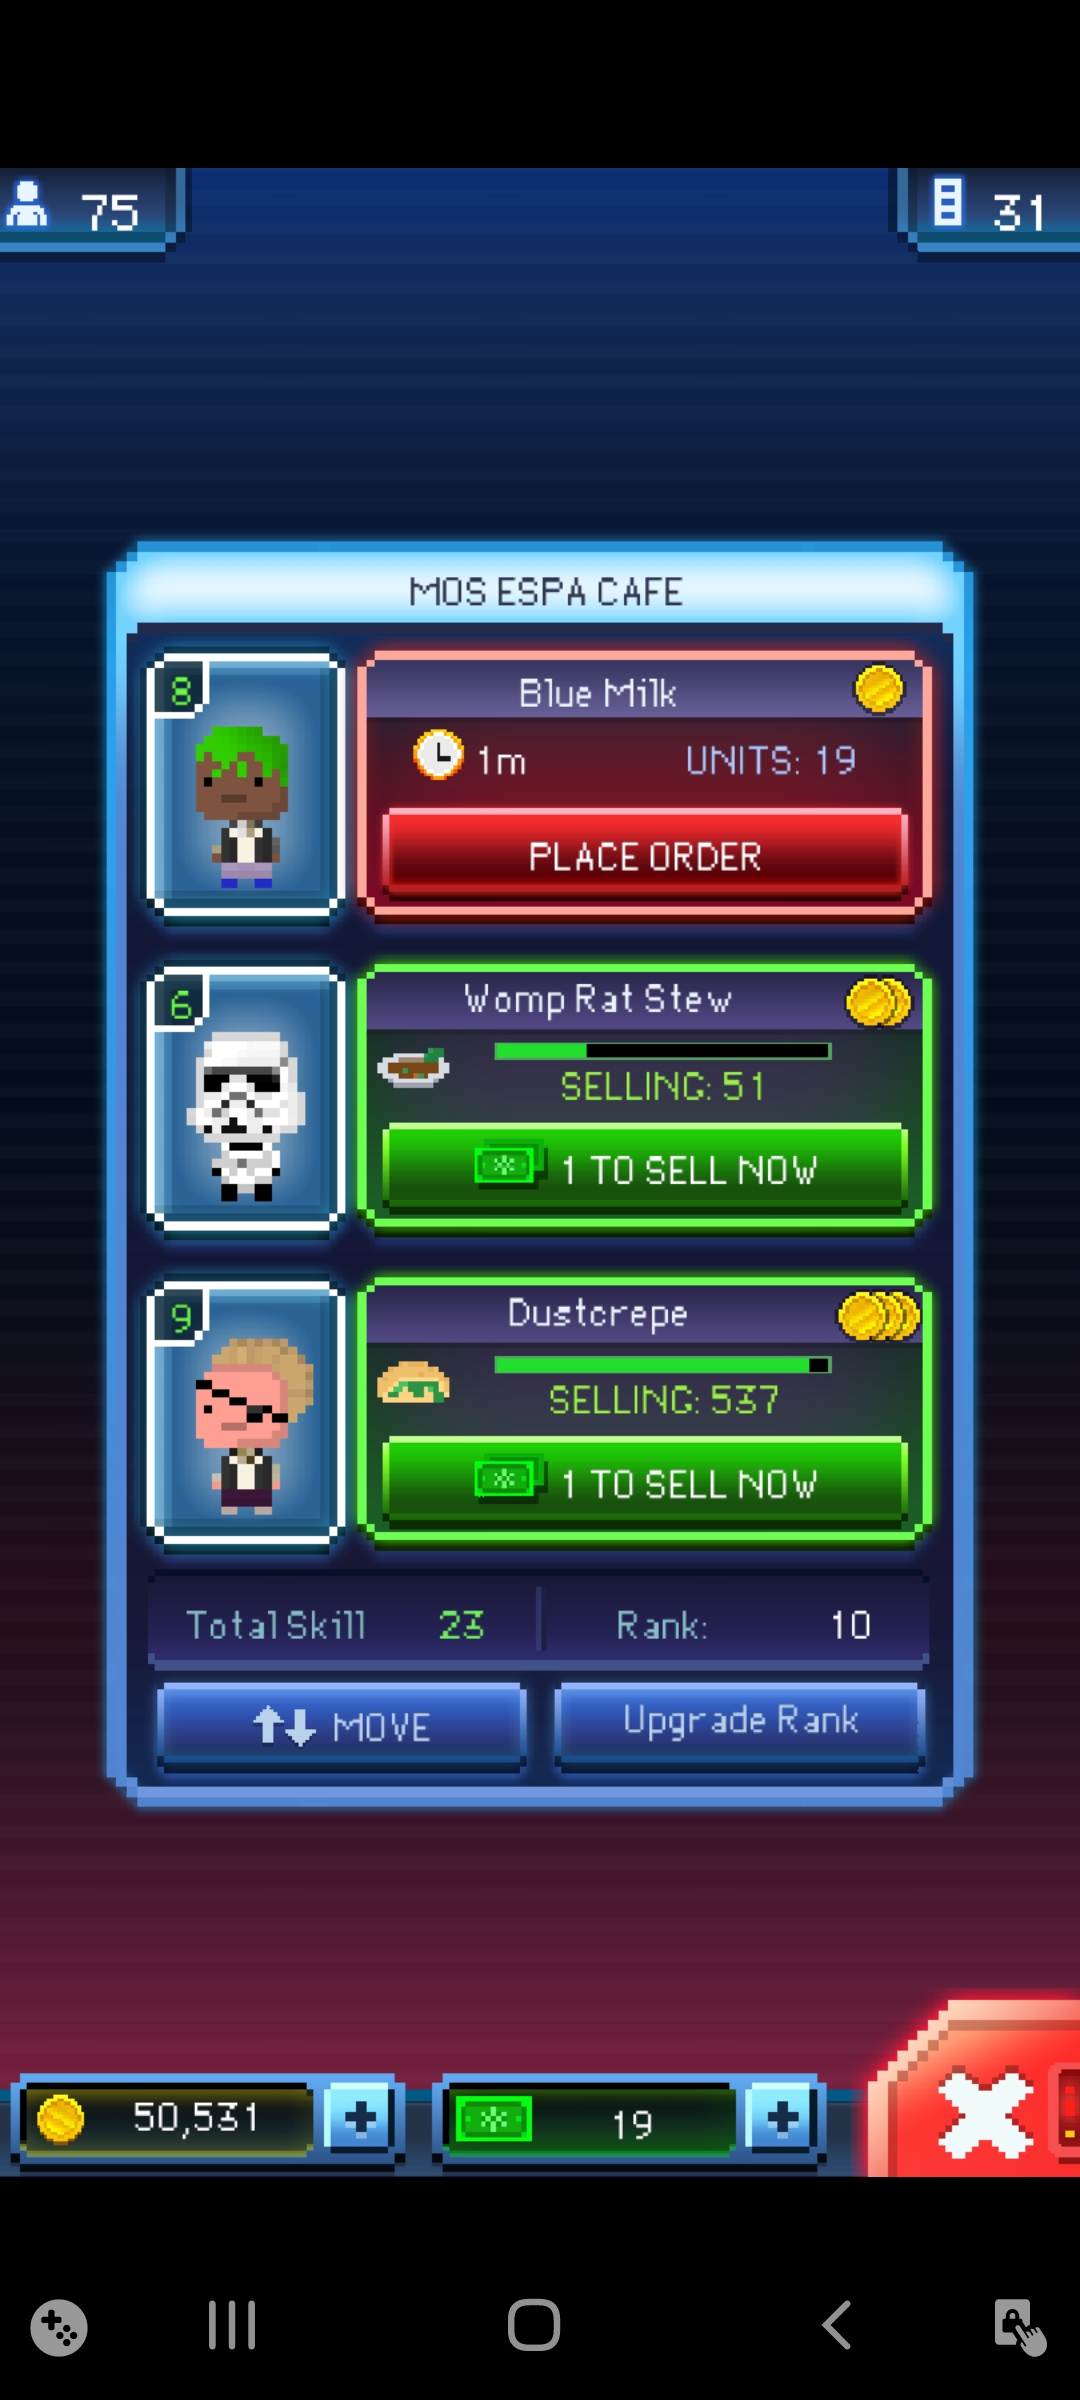 75
31
MOS ESPA CAFE
8
Blue Milk
1m
UNITS: 19
PLACE ORDER
6
Womp Rat Stew
SELLING: 51
1 TO SELL NOW
9
Dustcrepe
SELLING: 537
1 TO SELL NOW
Total Skill 23
Rank: 10
MOVE
Upgrade Rank
50,531
19